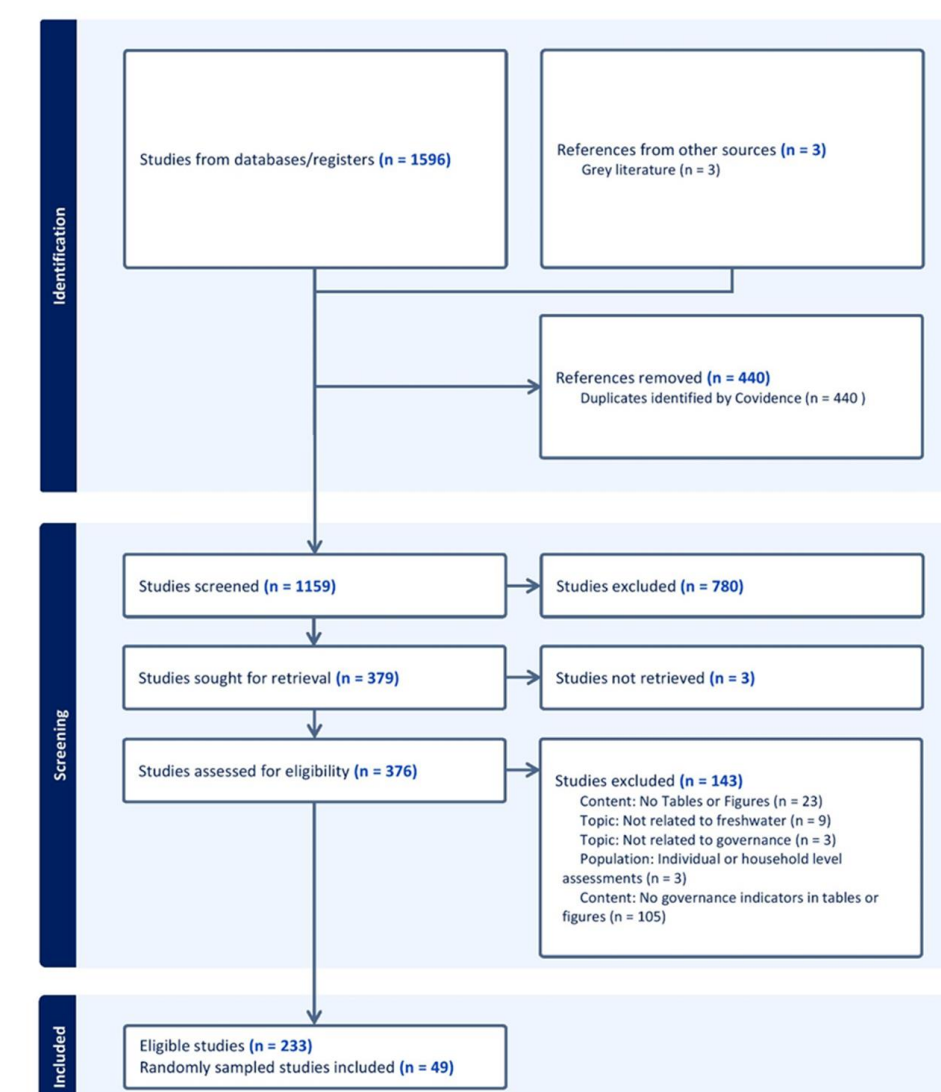 Identification
Studies from databases/registers (n = 1596)
References from other sources (n = 3)
Grey literature (n = 3)
References removed (n = 440)
Duplicates identified by Covidence (n = 440 )
Screening
Studies screened (n = 1159)
Studies excluded (n = 780)
Studies sought for retrieval (n = 379)
Studies not retrieved (n = 3)
Studies assessed for eligibility (n = 376)
Studies excluded (n = 143)
Content: No Tables or Figures (n = 23)
Topic: Not related to freshwater (n = 9)
Topic: Not related to governance (n = 3)
Population: Individual or household level
assessments (n = 3)
Content: No governance indicators in tables or
figures (n = 105)
Included
Eligible studies (n = 233)
Randomly sampled studies included (n = 49)